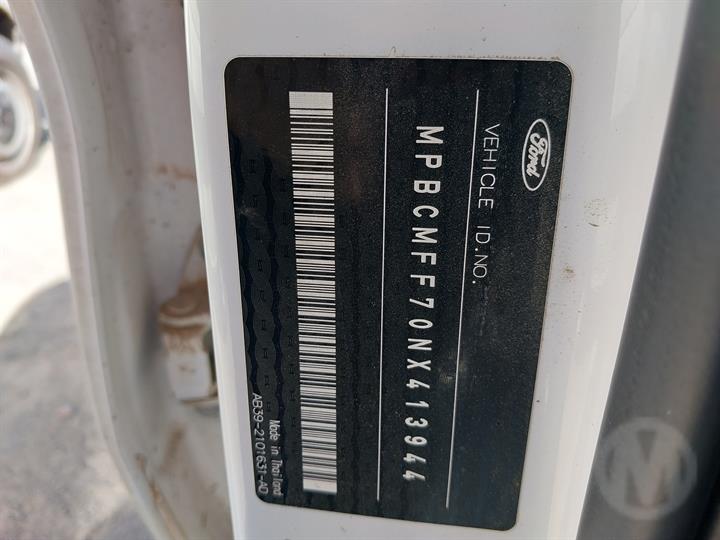 Ford
VEHICLE ID.NO.
MPBCMFF70NX413944
Made in Thailand
AB39-2101631-AD
M